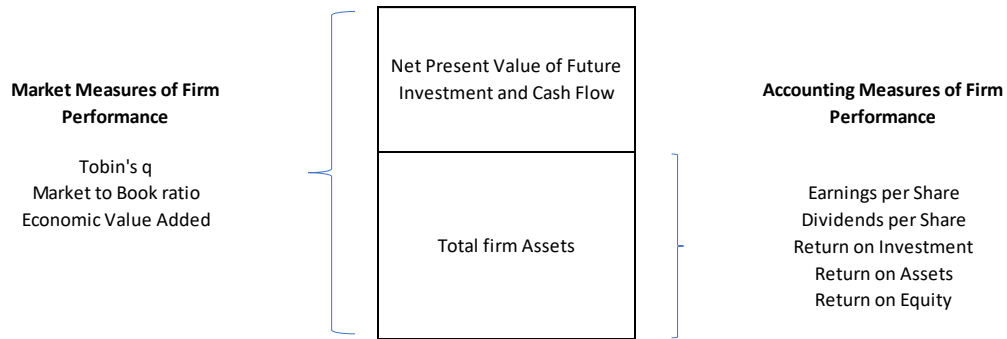 Market Measures of Firm
Performance
Tobin's q
Market to Book ratio
Economic Value Added
Net Present Value of Future
Investment and Cash Flow
Total firm Assets
Accounting Measures of Firm
Performance
Earnings per Share
Dividends per Share
Return on Investment
Return on Assets
Return on Equity